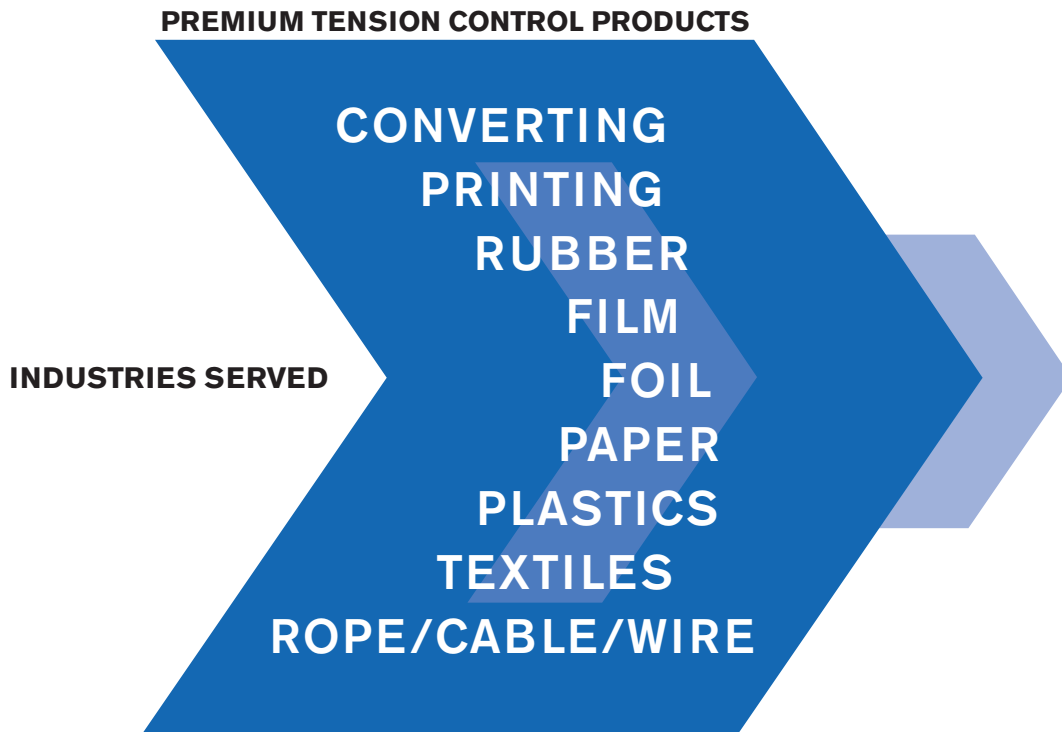 PREMIUM TENSION CONTROL PRODUCTS
CONVERTING
PRINTING
RUBBER
FILM
INDUSTRIES SERVED
FOIL
PAPER
PLASTICS
TEXTILES
ROPE/CABLE/WIRE